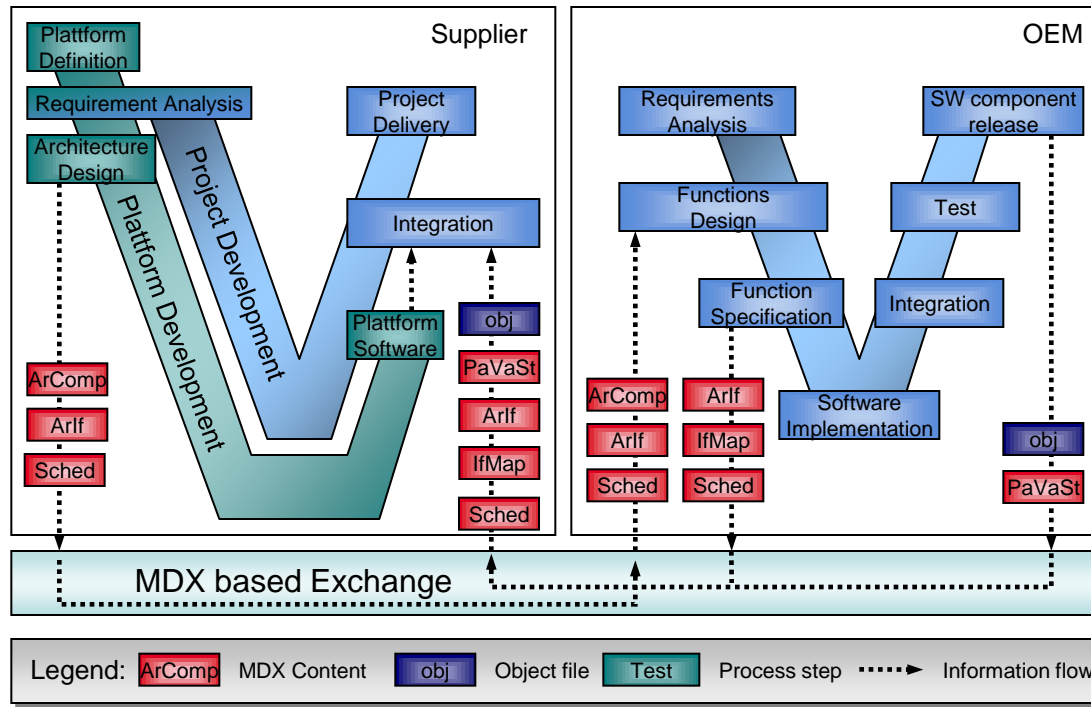 Supplier
Plattform
Definition
Requirement Analysis
Architecture
Design
Project
Delivery
Integration
Project Development
Plattform Development
Plattform
Software
ArComp
ArIf
Sched
obj
PaVaSt
ArIf
IfMap
Sched
OEM
Requirements
Analysis
SW component
release
Functions
Design
Test
Function
Specification
Integration
Software
Implementation
ArComp
ArIf
Sched
ArIf
IfMap
Sched
obj
PaVaSt
MDX based Exchange
Legend:
ArComp
MDX Content
obj
Object file
Test
Process step
Information flow